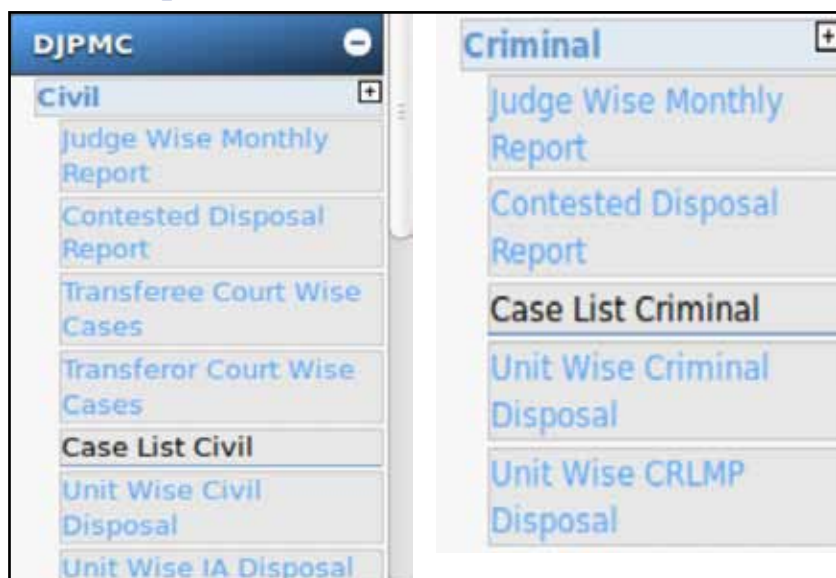 DJPMC
Civil
Judge Wise Monthly
Report
Contested Disposal
Report
Transferee Court Wise
Cases
Transferor Court Wise
Cases
Case List Civil
Unit Wise Civil
Disposal
Unit Wise IA Disposal
Criminal
Judge Wise Monthly
Report
Contested Disposal
Report
Case List Criminal
Unit Wise Criminal
Disposal
Unit Wise CRLMP
Disposal